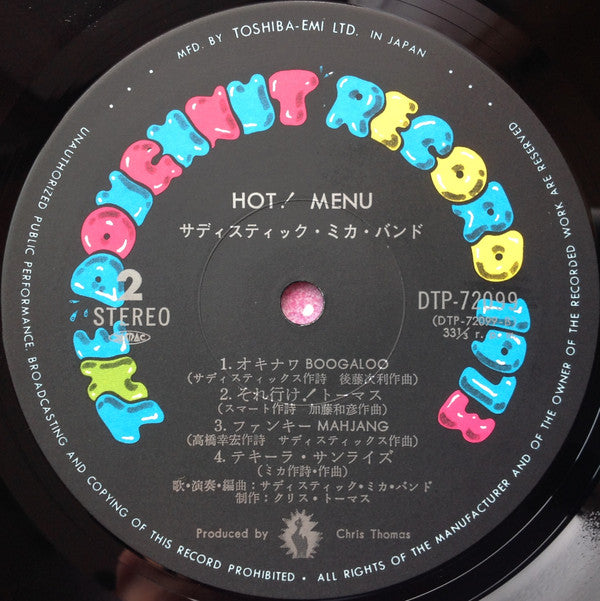 MFD. BY TOSHIBA-EMI LTD. IN JAPAN
HEY DOUGHNUT RECORD
HOT! MENU
サディスティック・ミカ・バンド
2
STEREO
DTP-72099
(DTP-72099-B)
33⅓ r.
1. オキナワ BOOGALOO
(サディスティックス作詩 後藤次利作曲)
2. それ行け!トーマス
(スマート作詩 加藤和彦作曲)
3. ファンキー MAHJANG
(高橋幸宏作詩 サディスティックス作曲)
4. テキーラ・サンライズ
(ミカ作詩・作曲)
歌・演奏・編曲:サディスティック・ミカ・バンド
制作:クリス・トーマス
Produced by Chris Thomas
UNAUTHORIZED PUBLIC PERFORMANCE, BROADCASTING AND COPYING OF THIS RECORD PROHIBITED • ALL RIGHTS OF THE MANUFACTURER AND OF THE OWNER OF THE RECORDED WORK ARE RESERVED